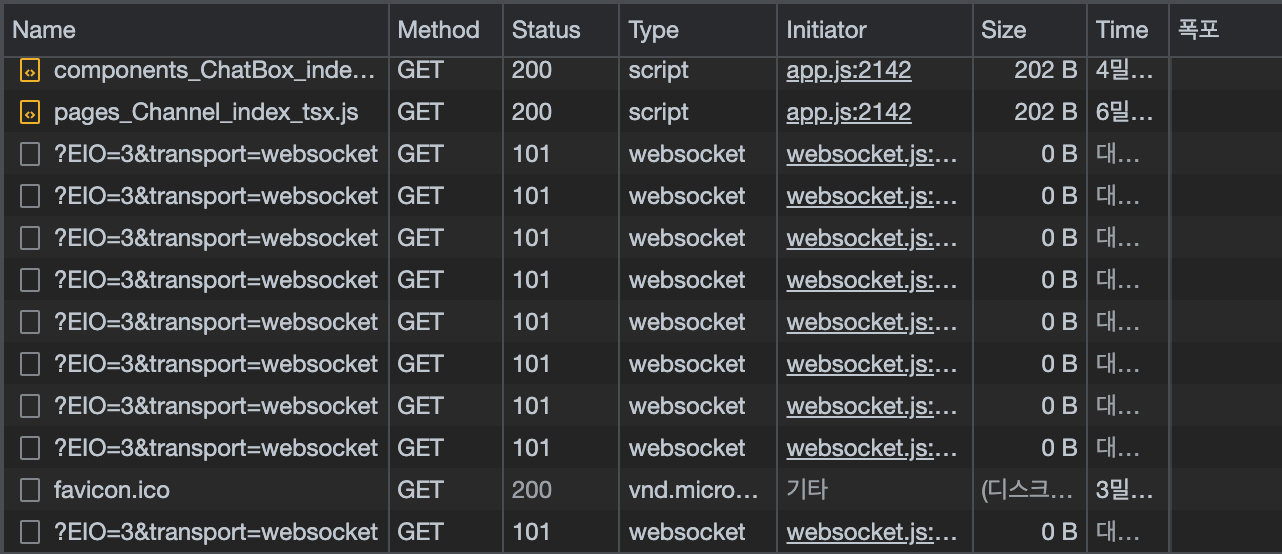 Name Method Status Type Initiator Size Time 폭포
components_ChatBox_inde... GET 200 script app.js:2142 202 B 4밀...
pages_Channel_index_tsx.js GET 200 script app.js:2142 202 B 6밀...
?EIO=3&transport=websocket GET 101 websocket websocket.js:... 0 B 대...
?EIO=3&transport=websocket GET 101 websocket websocket.js:... 0 B 대...
?EIO=3&transport=websocket GET 101 websocket websocket.js:... 0 B 대...
?EIO=3&transport=websocket GET 101 websocket websocket.js:... 0 B 대...
?EIO=3&transport=websocket GET 101 websocket websocket.js:... 0 B 대...
?EIO=3&transport=websocket GET 101 websocket websocket.js:... 0 B 대...
?EIO=3&transport=websocket GET 101 websocket websocket.js:... 0 B 대...
?EIO=3&transport=websocket GET 101 websocket websocket.js:... 0 B 대...
favicon.ico GET 200 vnd.micro... 기타 (디스크... 3밀...
?EIO=3&transport=websocket GET 101 websocket websocket.js:... 0 B 대...